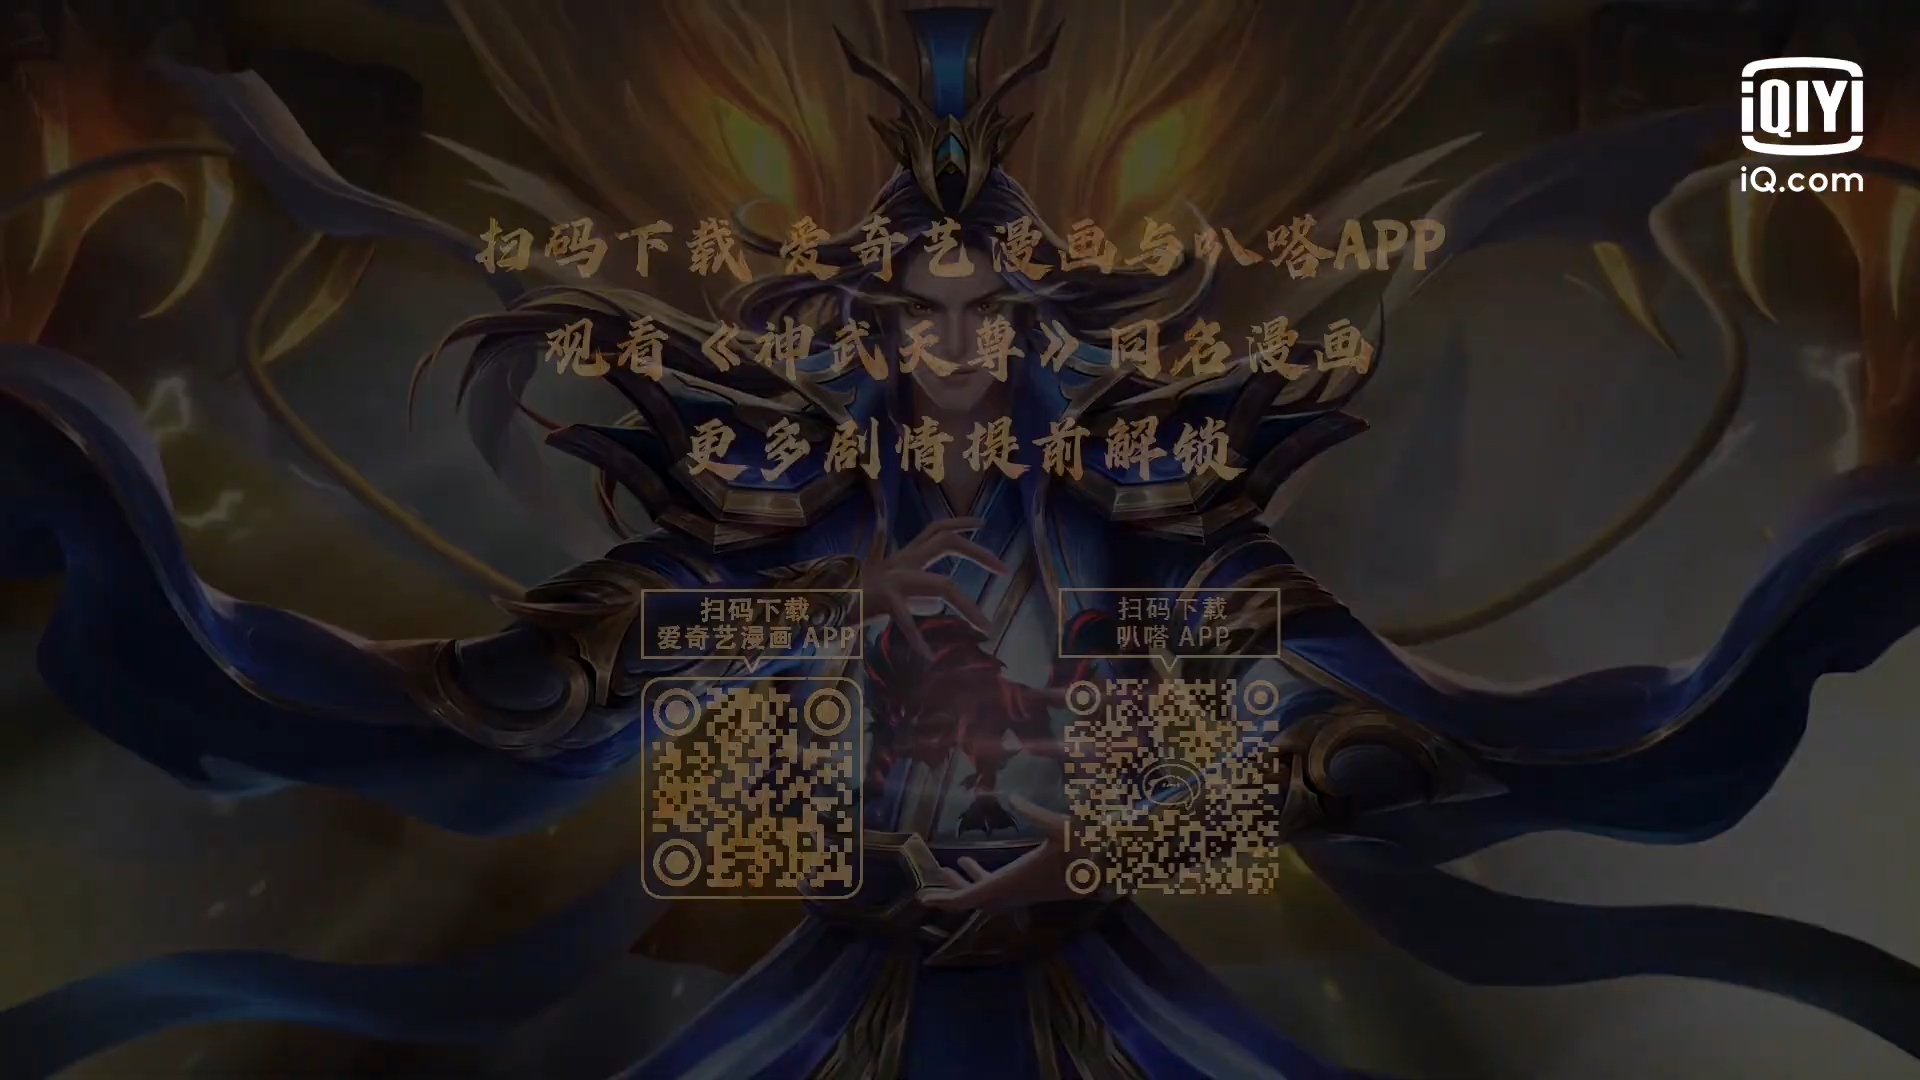 iQIYI
iQ.com
扫码下载 爱奇艺漫画与叭嗒APP
观看《神武天尊》同名漫画
更多剧情提前解锁
扫码下载
爱奇艺漫画 APP
扫码下载
叭嗒 APP